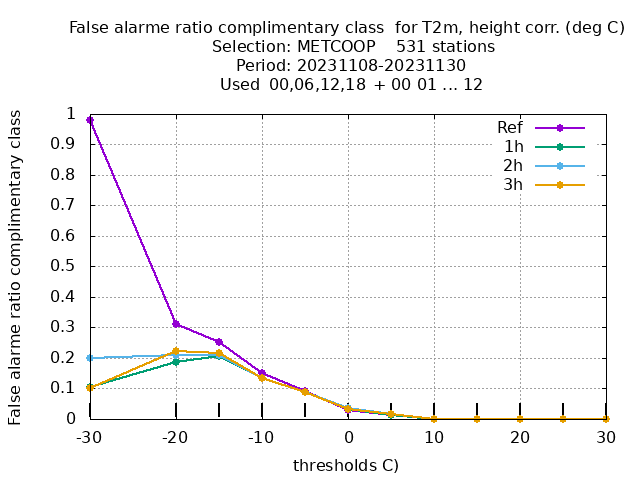 False alarme ratio complimentary class  for T2m, height corr. (deg C)
Selection: METCOOP    531 stations
Period: 20231108-20231130
Used 00,06,12,18 + 00 01 ... 12
False alarme ratio complimentary class
1
0.9
0.8
0.7
0.6
0.5
0.4
0.3
0.2
0.1
0
Ref
1h
2h
3h
-30 -20 -10 0 10 20 30
thresholds C)